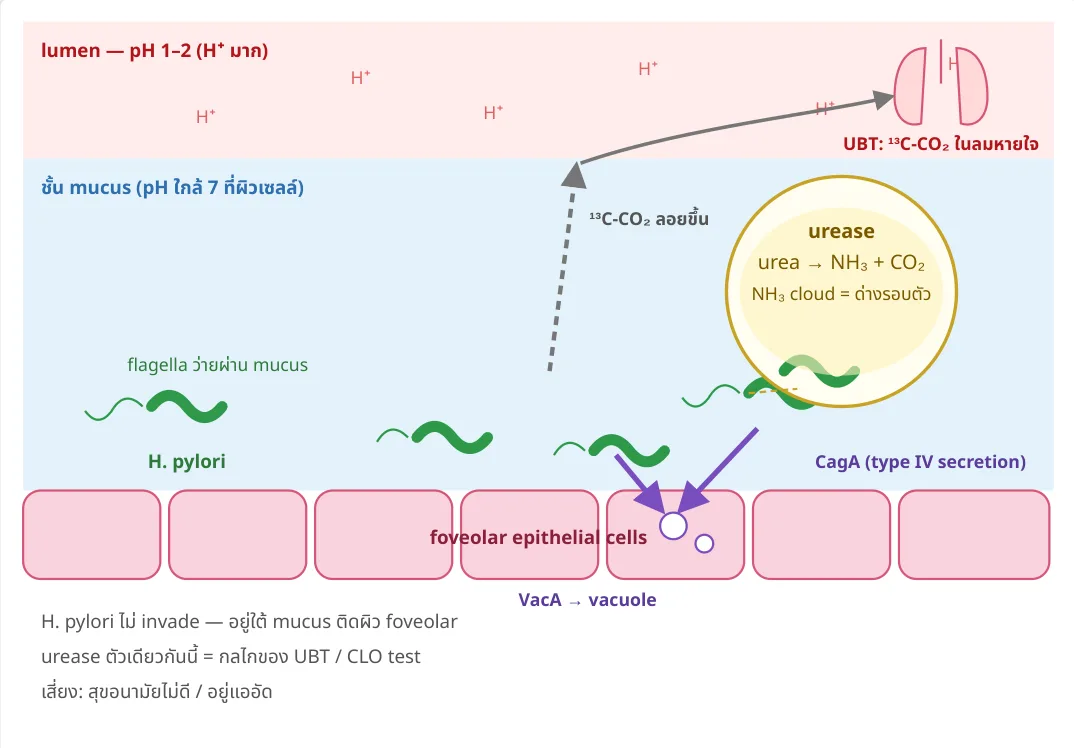 lumen — pH 1–2 (H⁺ มาก)
H⁺
H⁺
H⁺
H⁺
H⁺
H
UBT: ¹³C-CO₂ ในลมหายใจ
ชั้น mucus (pH ใกล้ 7 ที่ผิวเซลล์)
¹³C-CO₂ ลอยขึ้น
urease
urea → NH₃ + CO₂
NH₃ cloud = ด่างรอบตัว
flagella ว่ายผ่าน mucus
H. pylori
CagA (type IV secretion)
foveolar epithelial cells
VacA → vacuole
H. pylori ไม่ invade — อยู่ใต้ mucus ติดผิว foveolar
urease ตัวเดียวกันนี้ = กลไกของ UBT / CLO test
เสี่ยง: สุขอนามัยไม่ดี / อยู่แออัด